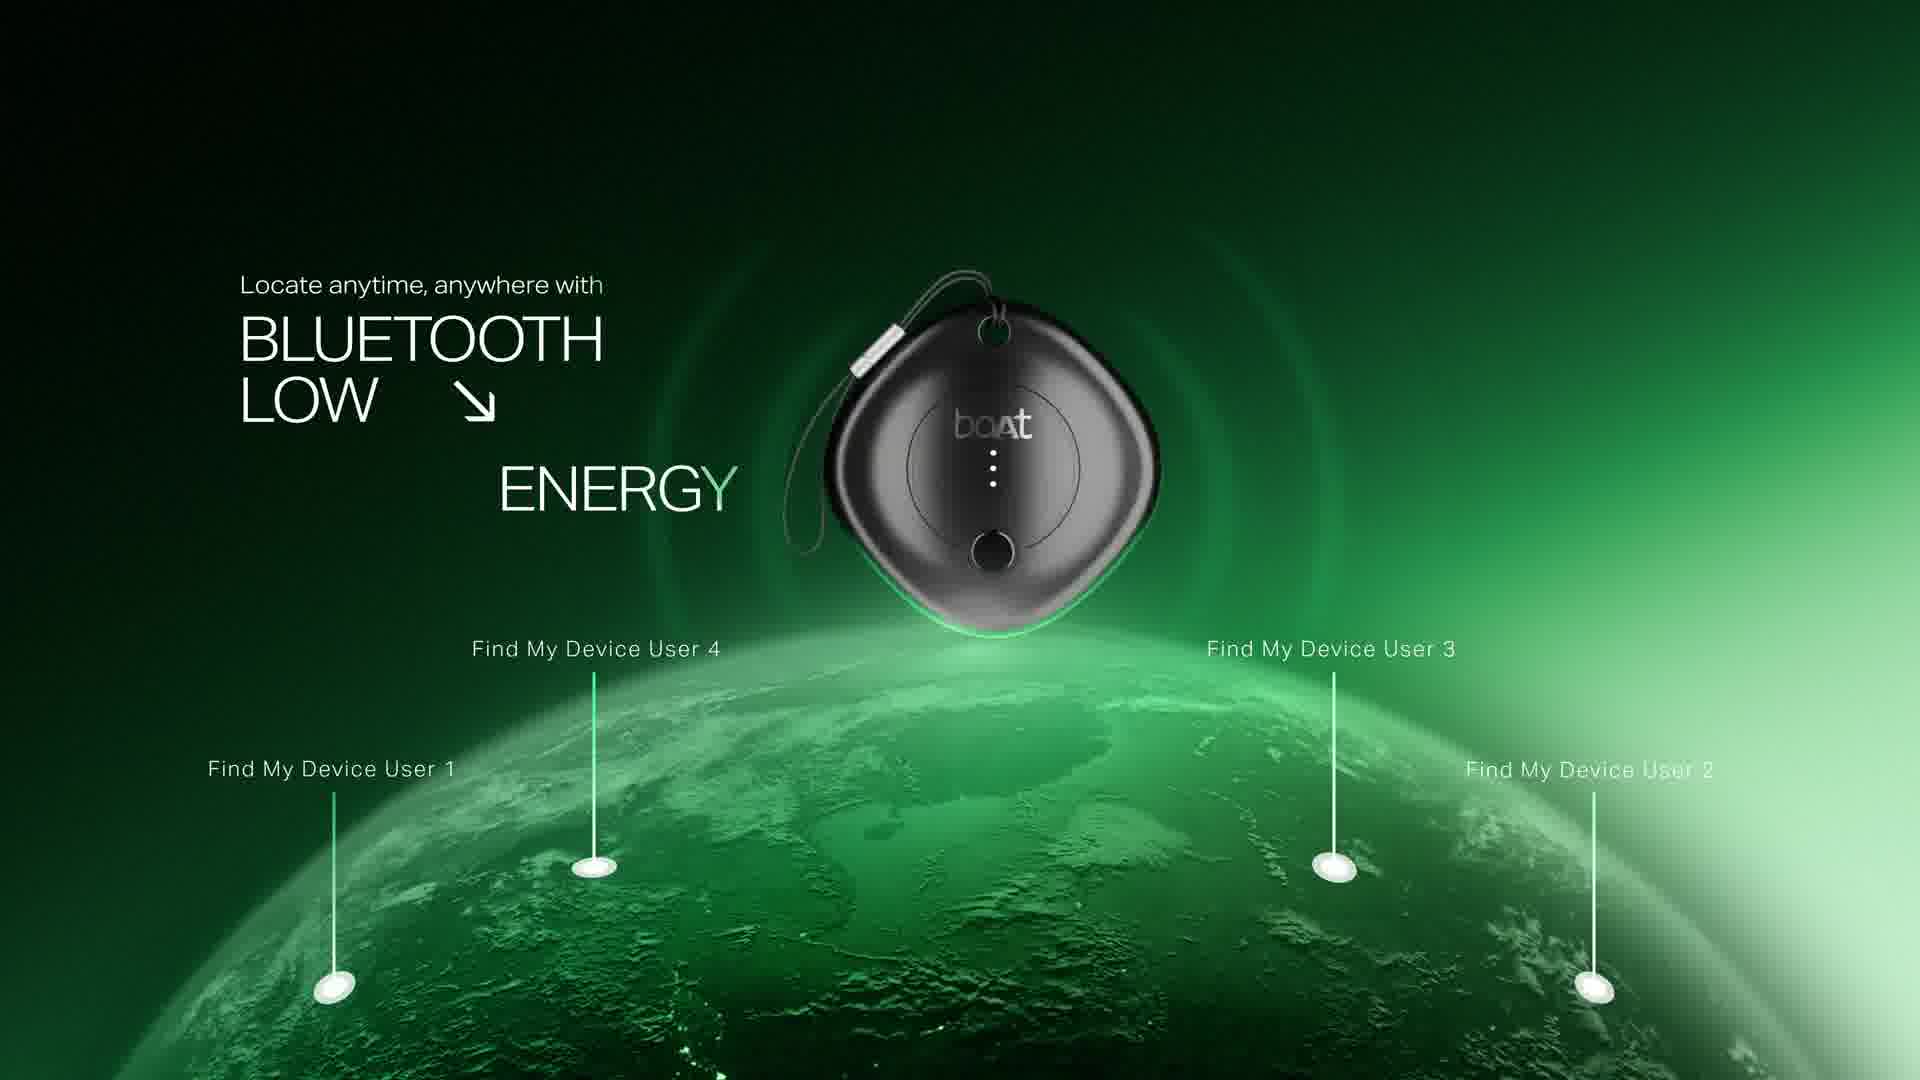 Locate anytime, anywhere with
BLUETOOTH
LOW
ENERGY
boAt
Find My Device User 4
Find My Device User 3
Find My Device User 1
Find My Device User 2